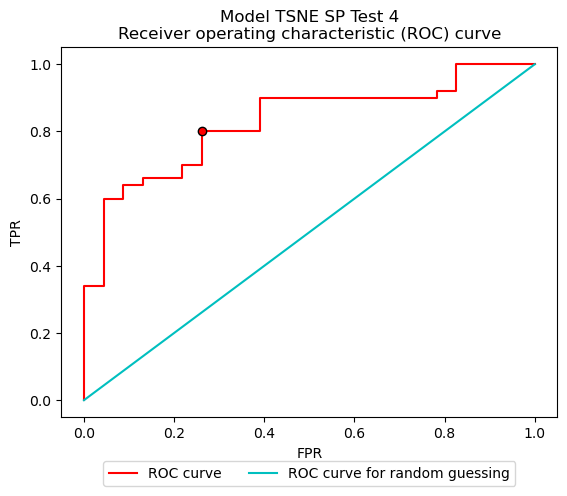 Model TSNE SP Test 4
Receiver operating characteristic (ROC) curve
1.0
0.8
0.6
0.4
0.2
0.0
TPR
0.0 0.2 0.4 0.6 0.8 1.0
FPR
ROC curve ROC curve for random guessing